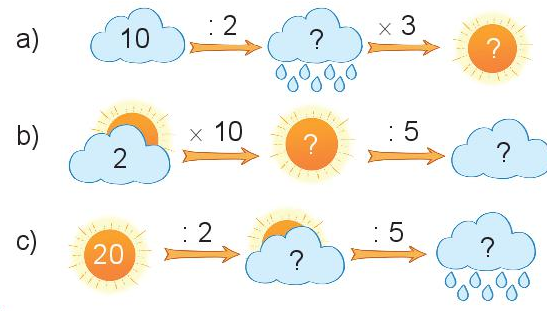 a) 10 : 2 ? × 3 ?
b) 2 × 10 ? : 5 ?
c) 20 : 2 ? : 5 ?